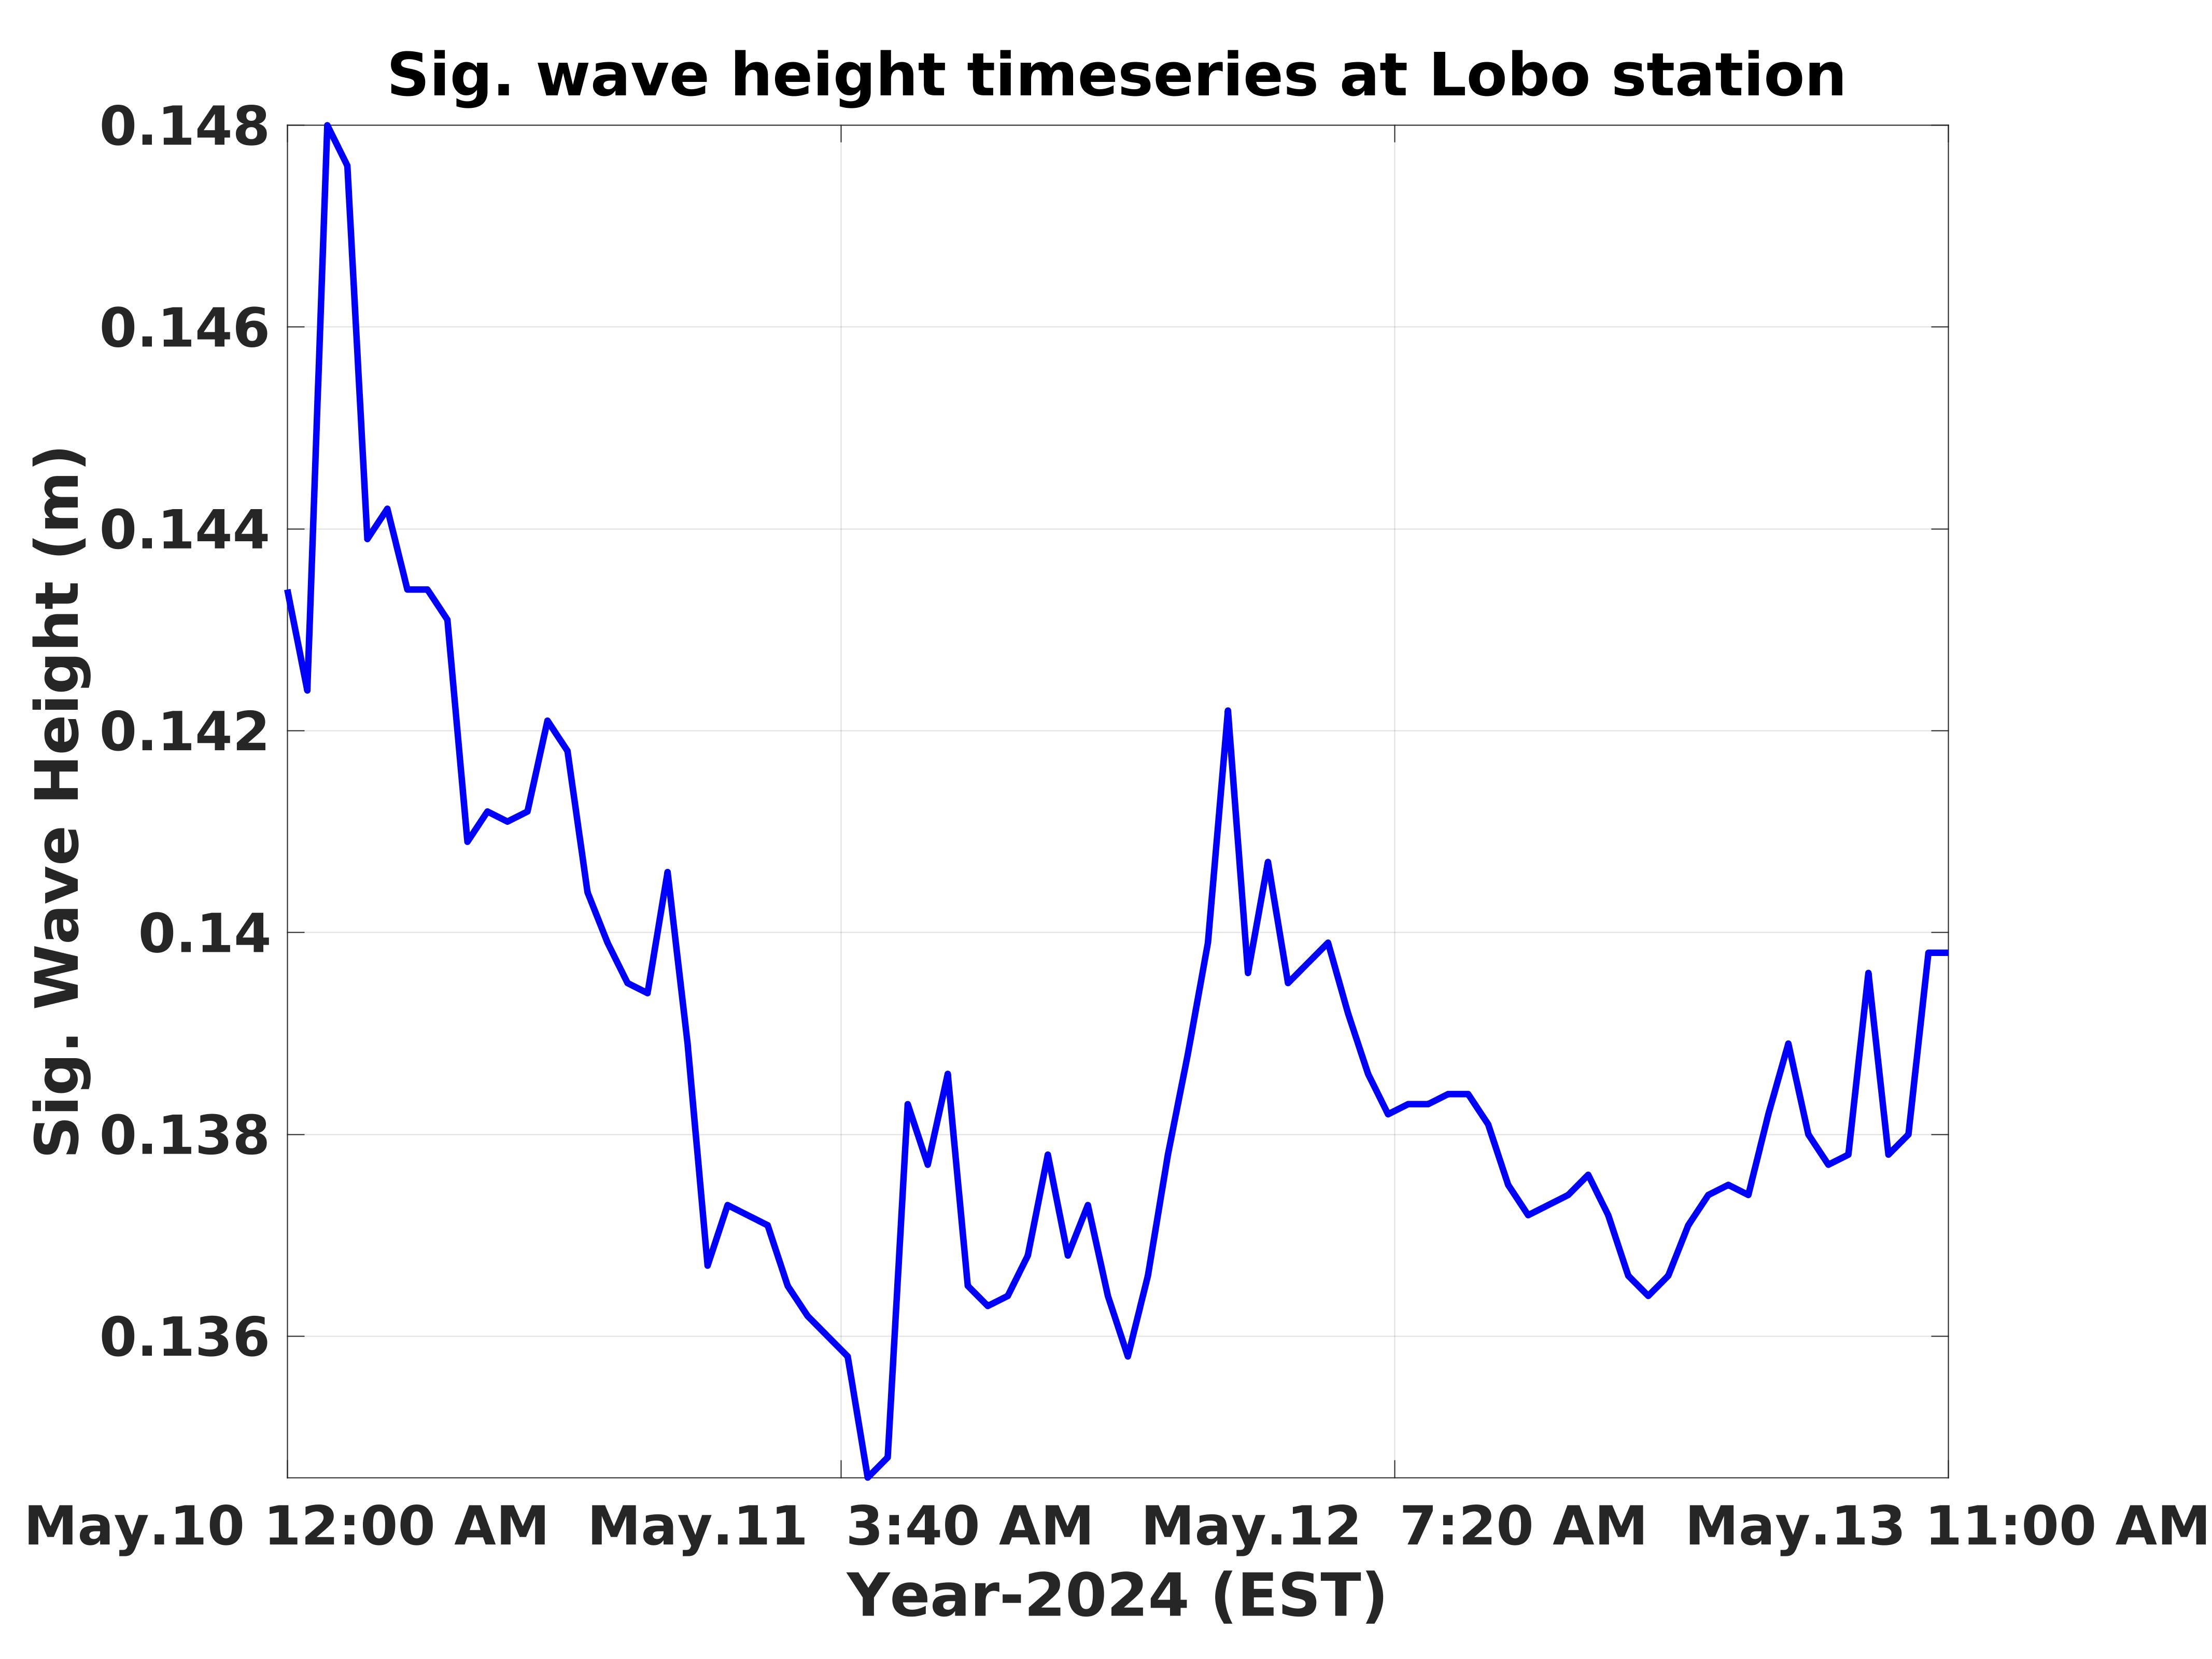 Sig. wave height timeseries at Lobo station
0.148
0.146
0.144
0.142
0.14
0.138
0.136
Sig. Wave Height (m)
May.10 12:00 AM May.11 3:40 AM May.12 7:20 AM May.13 11:00 AM
Year-2024 (EST)